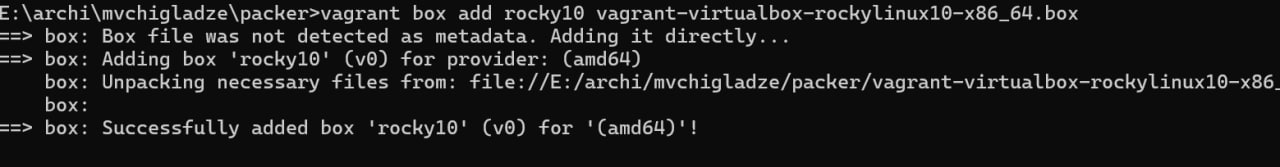 E:\archi\mvchigladze\packer>vagrant box add rocky10 vagrant-virtualbox-rockylinux10-x86_64.box
==> box: Box file was not detected as metadata. Adding it directly...
==> box: Adding box 'rocky10' (v0) for provider: (amd64)
    box: Unpacking necessary files from: file://E:/archi/mvchigladze/packer/vagrant-virtualbox-rockylinux10-x86_
    box:
==> box: Successfully added box 'rocky10' (v0) for '(amd64)'!